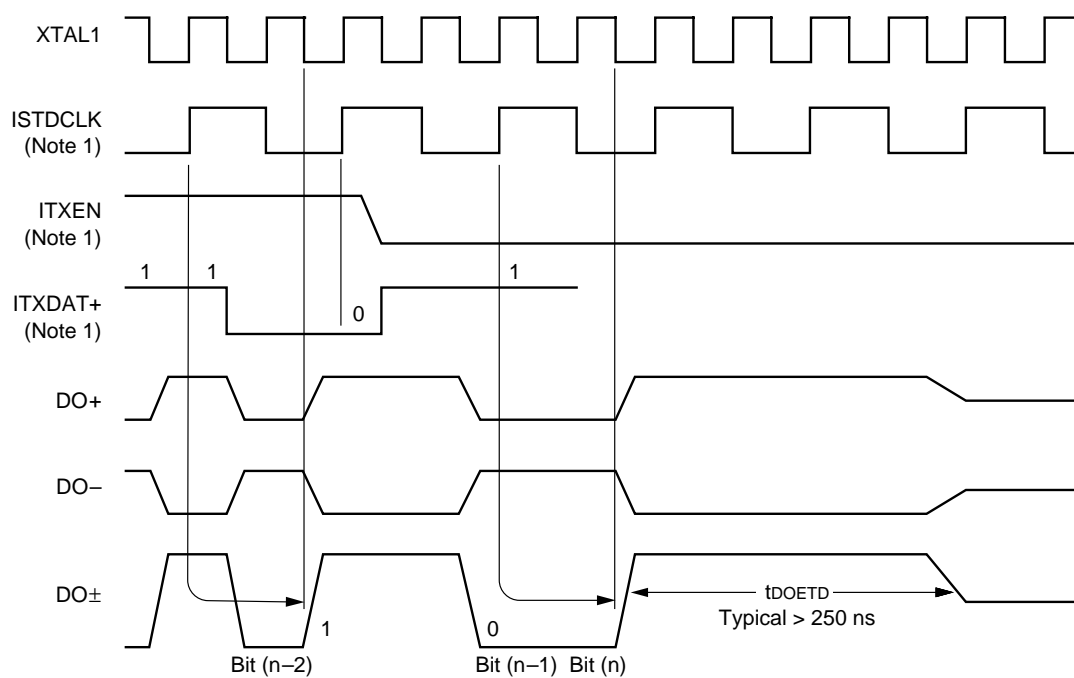 XTAL1
ISTDCLK
(Note 1)
ITXEN
(Note 1)
1 1 1
ITXDAT+
(Note 1)
0
DO+
DO–
DO±
tDOETD
Typical > 250 ns
1 0
Bit (n–2) Bit (n–1) Bit (n)